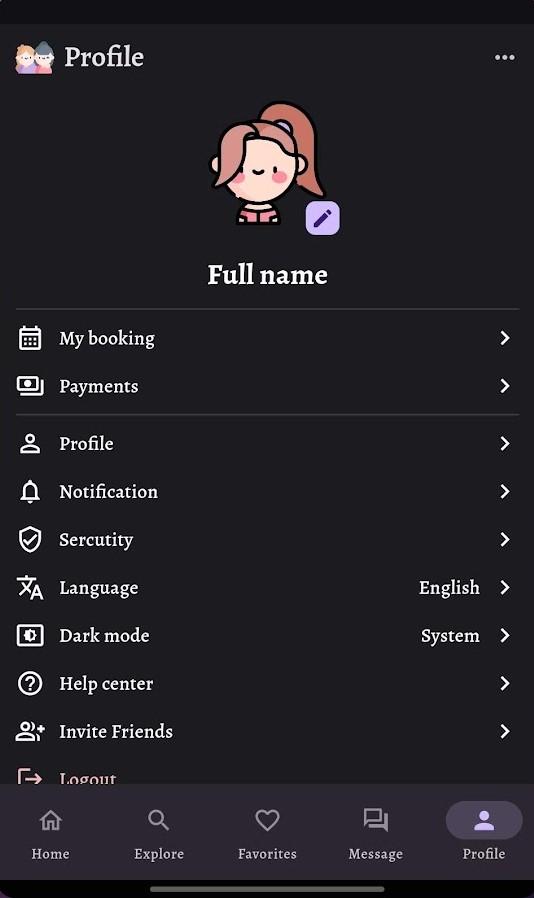 Profile
Full name
My booking
Payments
Profile
Notification
Sercutity
Language English
Dark mode System
Help center
Invite Friends
Logout
Home Explore Favorites Message Profile